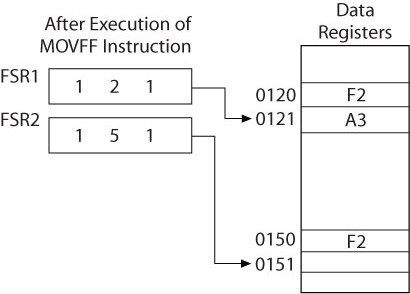 After Execution of
MOVFF Instruction
Data
Registers
FSR1
1 2 1
FSR2
1 5 1
0120 F2
0121 A3
0150 F2
0151